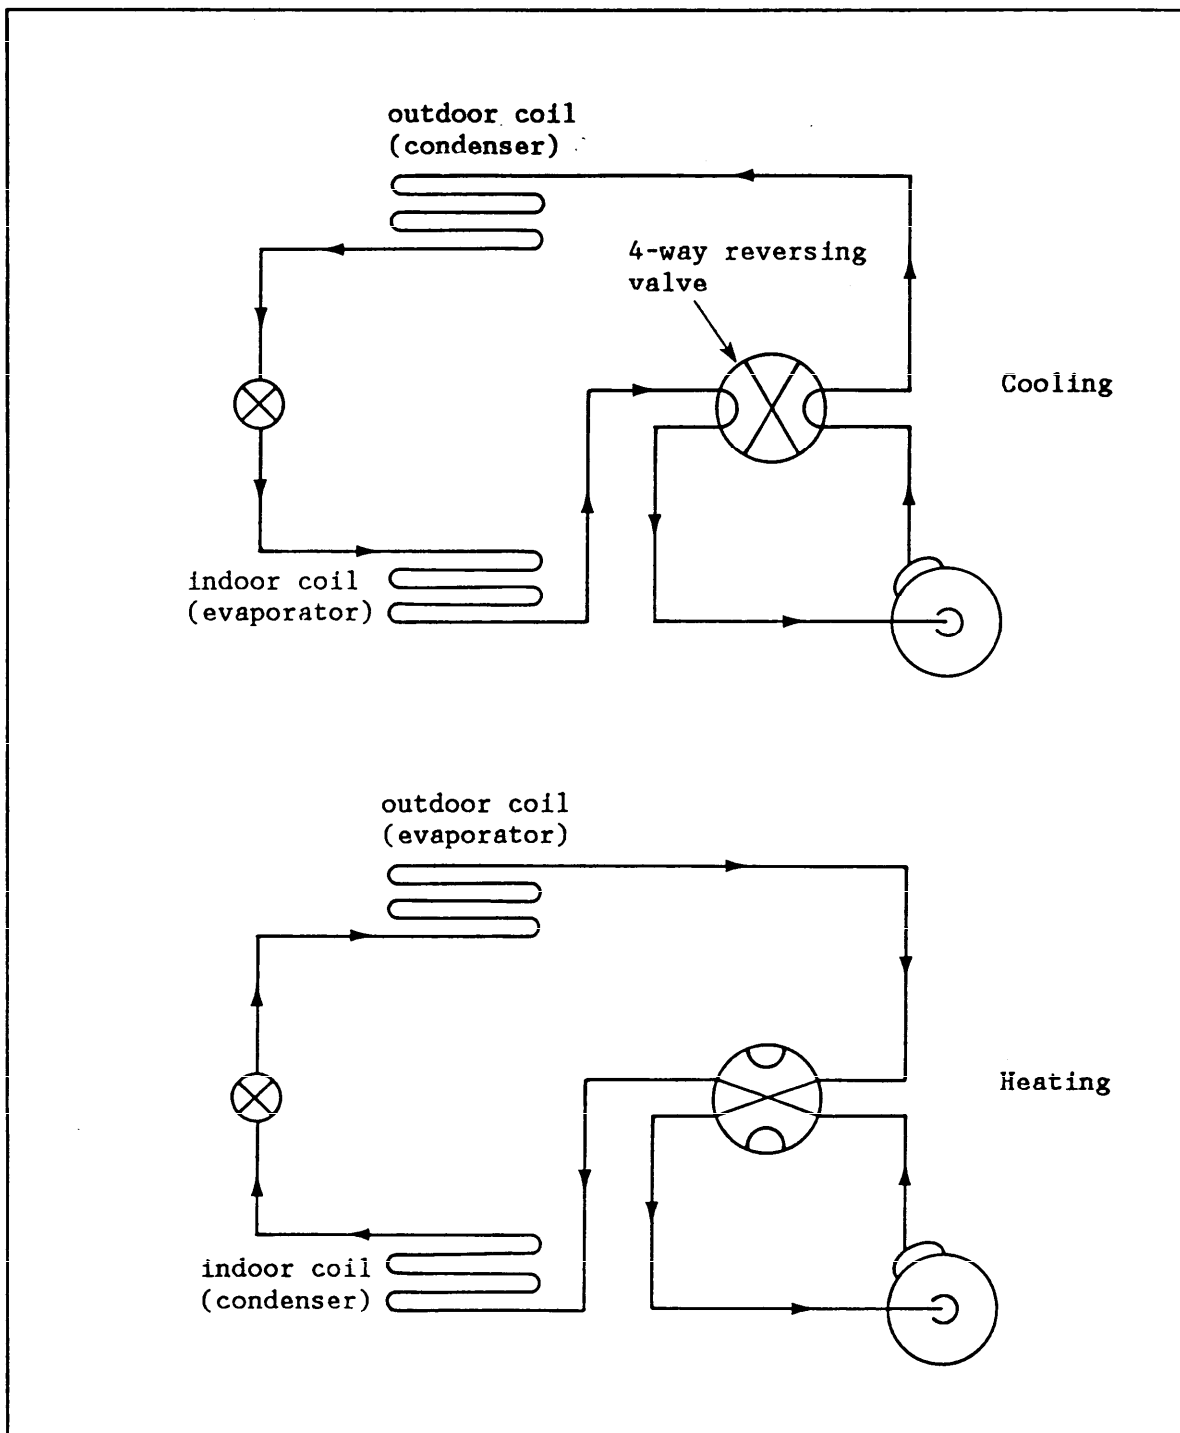 outdoor coil
(condenser)
4-way reversing
valve
Cooling
indoor coil
(evaporator)
outdoor coil
(evaporator)
Heating
indoor coil
(condenser)